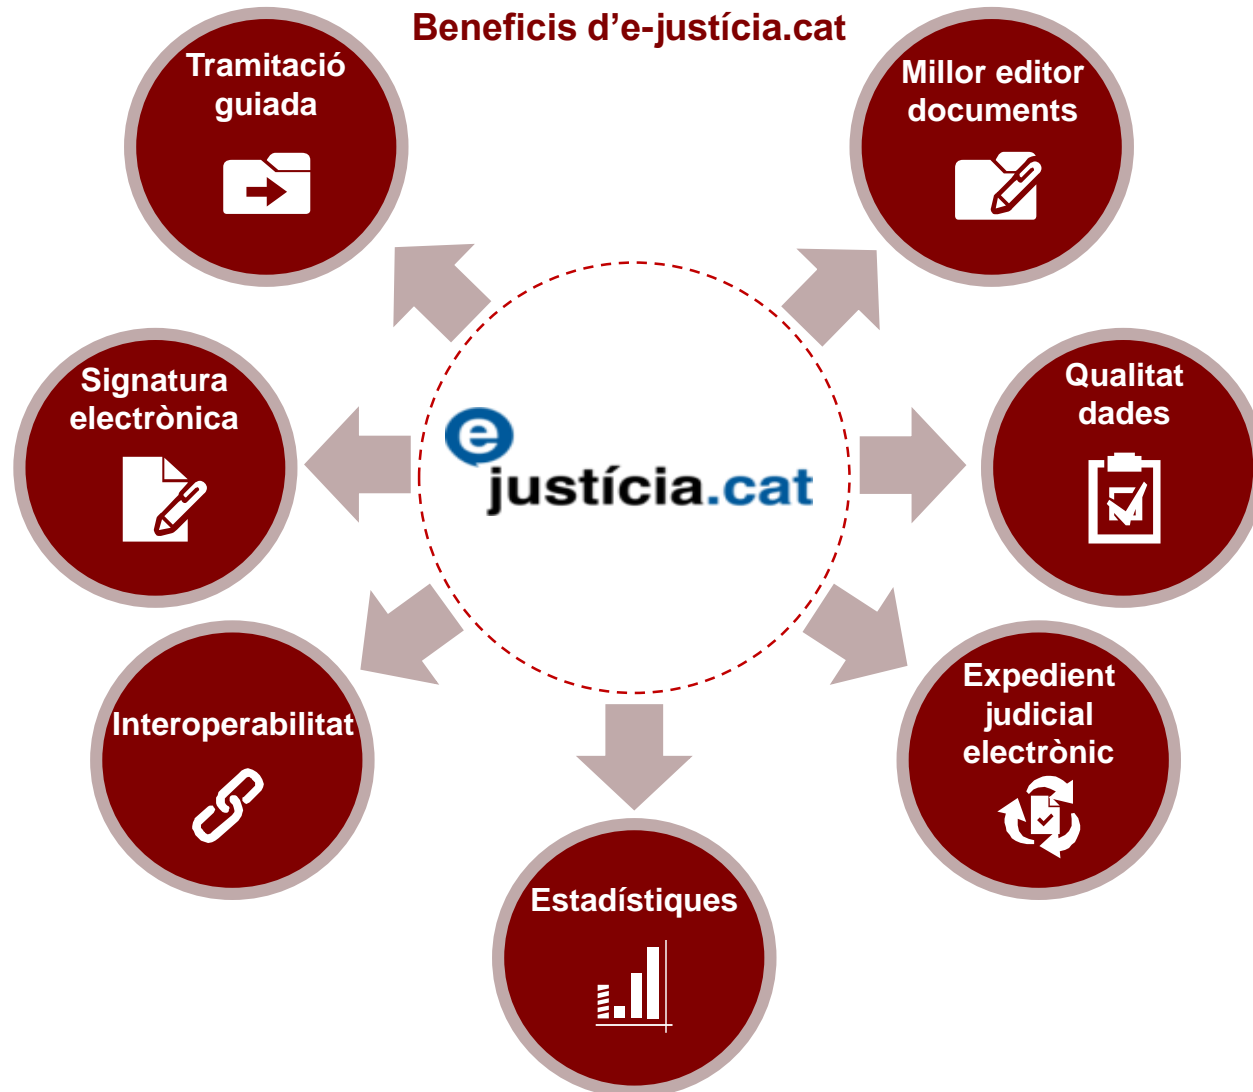 Beneficis d’e-justícia.cat
Tramitació
guiada
Millor editor
documents
Signatura
electrònica
Qualitat
dades
e
justícia.cat
Interoperabilitat
Expedient
judicial
electrònic
Estadístiques